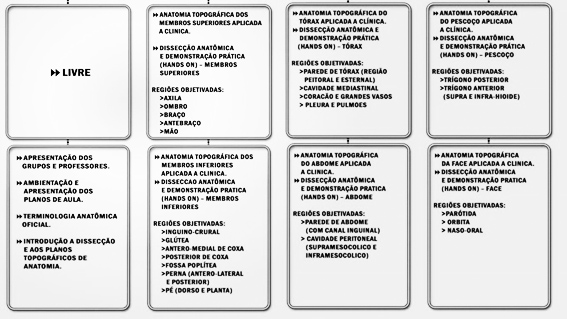 »LIVRE
»ANATOMIA TOPOGRÁFICA DOS
MEMBROS SUPERIORES APLICADA
A CLINICA.
»DISSECÇÃO ANATÔMICA
E DEMONSTRAÇÃO PRÁTICA
(HANDS ON) – MEMBROS
SUPERIORES
REGIÕES OBJETIVADAS:
>AXILA
>OMBRO
>BRAÇO
>ANTEBRAÇO
>MÃO
»ANATOMIA TOPOGRÁFICA DO
TÓRAX APLICADA A CLÍNICA.
»DISSECÇÃO ANATÔMICA E
DEMONSTRAÇÃO PRÁTICA
(HANDS ON) – TÓRAX
REGIÕES OBJETIVADAS:
>PAREDE DE TÓRAX (REGIÃO
PEITORAL E ESTERNAL)
>CAVIDADE MEDIASTINAL
>CORACÃO E GRANDES VASOS
> PLEURA E PULMOES
»ANATOMIA TOPOGRÁFICA
DO PESCOÇO APLICADA
A CLÍNICA.
»DISSECÇÃO ANATÔMICA
E DEMONSTRAÇÃO PRÁTICA
(HANDS ON) – PESCOÇO
REGIÕES OBJETIVADAS:
>TRÍGONO POSTERIOR
>TRÍGONO ANTERIOR
(SUPRA E INFRA-HIOIDE)
»APRESENTAÇÃO DOS
GRUPOS E PROFESSORES.
»AMBIENTAÇÃO E
APRESENTAÇÃO DOS
PLANOS DE AULA.
»TERMINOLOGIA ANATÔMICA
OFICIAL.
»INTRODUÇÃO A DISSECÇÃO
E AOS PLANOS
TOPOGRÁFICOS DE
ANATOMIA.
»ANATOMIA TOPOGRÁFICA DOS
MEMBROS INFERIORES
APLICADA A CLINICA.
»DISSECCAO ANATÔMICA
E DEMONSTRAÇÃO PRATICA
(HANDS ON) – MEMBROS
INFERIORES
REGIÕES OBJETIVADAS:
>INGUINO-CRURAL
>GLÚTEA
>ANTERO-MEDIAL DE COXA
>POSTERIOR DE COXA
>FOSSA POPLÍTEA
>PERNA (ANTERO-LATERAL
E POSTERIOR)
>PÉ (DORSO E PLANTA)
»ANATOMIA TOPOGRÁFICA
DO ABDOME APLICADA
A CLINICA.
»DISSECÇÃO ANATÔMICA
E DEMONSTRAÇÃO PRATICA
(HANDS ON) – ABDOME
REGIÕES OBJETIVADAS:
>PAREDE DE ABDOME
(COM CANAL INGUINAL)
> CAVIDADE PERITONEAL
(SUPRAMESOCOLICO E
INFRAMESOCOLICO)
»ANATOMIA TOPOGRÁFICA
DA FACE APLICADA A CLINICA.
»DISSECÇÃO ANATÔMICA
E DEMONSTRAÇÃO PRATICA
(HANDS ON) – FACE
REGIÕES OBJETIVADAS:
>PARÓTIDA
> ORBITA
> NASO-ORAL